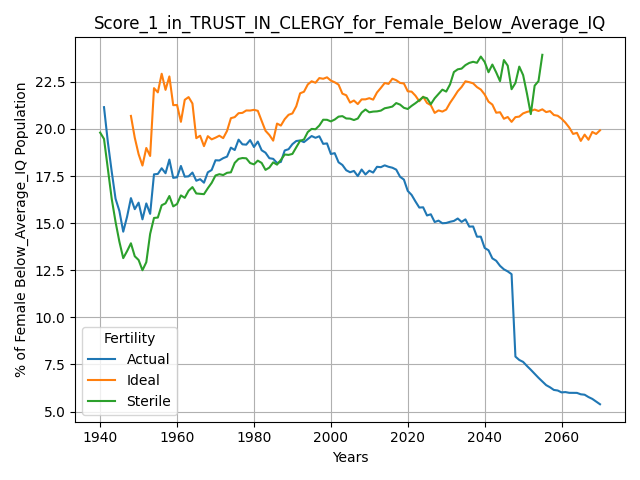 Score_1_in_TRUST_IN_CLERGY_for_Female_Below_Average_IQ
% of Female Below_Average_IQ Population
22.5
20.0
17.5
15.0
12.5
10.0
7.5
5.0
Fertility
Actual
Ideal
Sterile
1940 1960 1980 2000 2020 2040 2060
Years